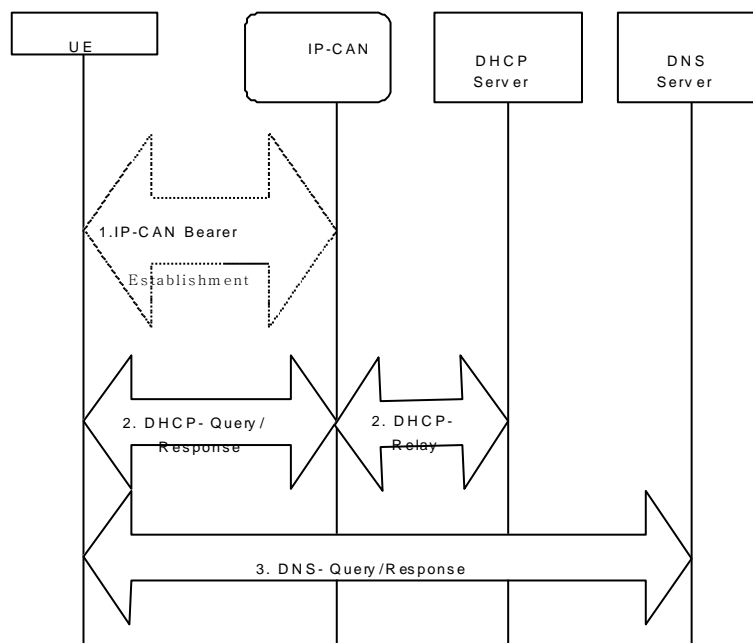 UE
IP-CAN
DHCP
Server
DNS
Server
1.IP-CAN Bearer
Establishment
2. DHCP- Query/
Response
2. DHCP-
Relay
3. DNS- Query/Response